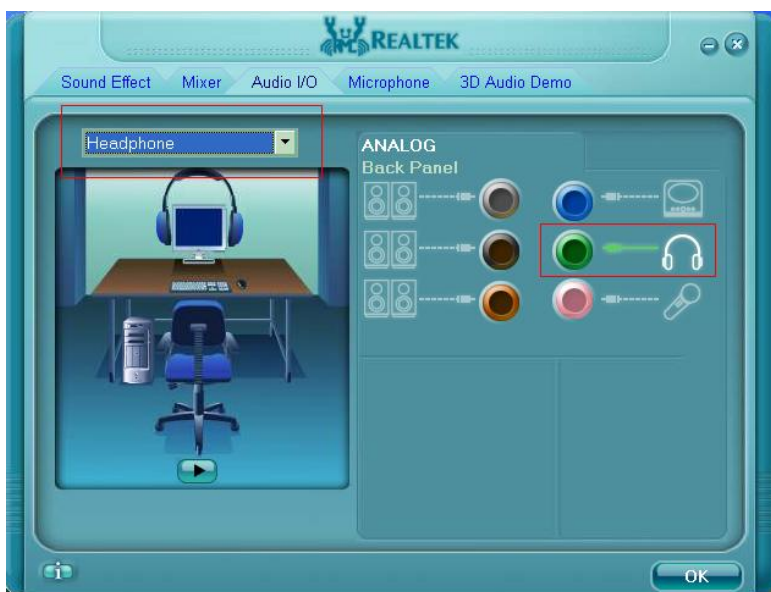 REALTEK
Sound Effect Mixer Audio I/O Microphone 3D Audio Demo
Headphone
ANALOG
Back Panel
OK